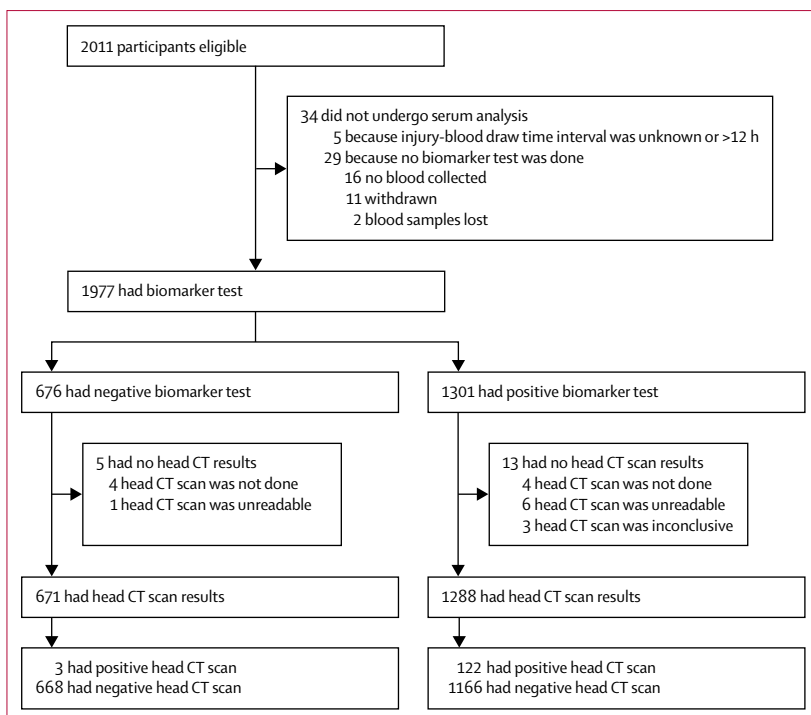 2011 participants eligible
34 did not undergo serum analysis
5 because injury-blood draw time interval was unknown or >12 h
29 because no biomarker test was done
16 no blood collected
11 withdrawn
2 blood samples lost
1977 had biomarker test
676 had negative biomarker test
5 had no head CT results
4 head CT scan was not done
1 head CT scan was unreadable
671 had head CT scan results
3 had positive head CT scan
668 had negative head CT scan
1301 had positive biomarker test
13 had no head CT scan results
4 head CT scan was not done
6 head CT scan was unreadable
3 head CT scan was inconclusive
1288 had head CT scan results
122 had positive head CT scan
1166 had negative head CT scan